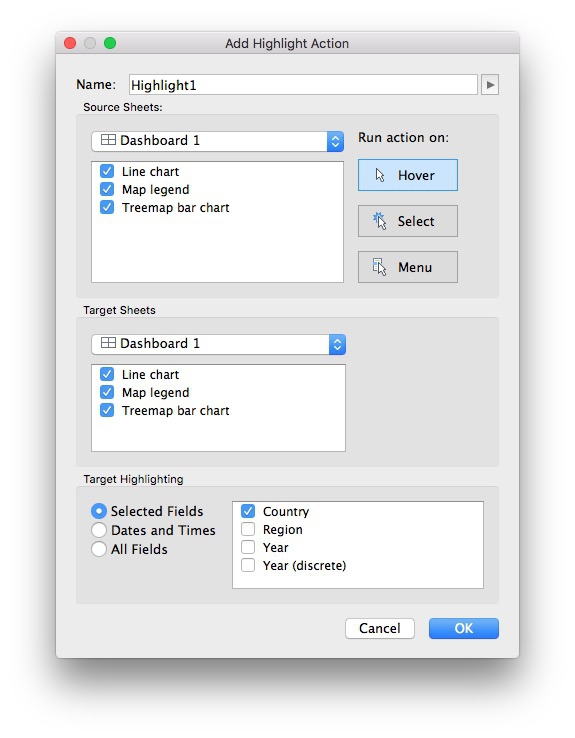 Add Highlight Action
Name: Highlight1
Source Sheets:
Dashboard 1
Run action on:
Line chart
Map legend
Treemap bar chart
Hover
Select
Menu
Target Sheets
Dashboard 1
Line chart
Map legend
Treemap bar chart
Target Highlighting
Selected Fields
Dates and Times
All Fields
Country
Region
Year
Year (discrete)
Cancel
OK